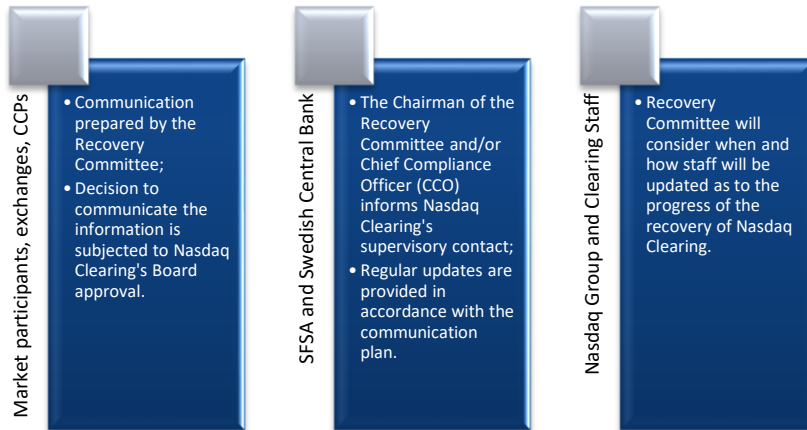 Market participants, exchanges, CCPs
• Communication
prepared by the
Recovery
Committee;
• Decision to
communicate the
information is
subjected to Nasdaq
Clearing's Board
approval.
SFSA and Swedish Central Bank
• The Chairman of the
Recovery
Committee and/or
Chief Compliance
Officer (CCO)
informs Nasdaq
Clearing's
supervisory contact;
• Regular updates are
provided in
accordance with the
communication
plan.
Nasdaq Group and Clearing Staff
• Recovery
Committee will
consider when and
how staff will be
updated as to the
progress of the
recovery of Nasdaq
Clearing.